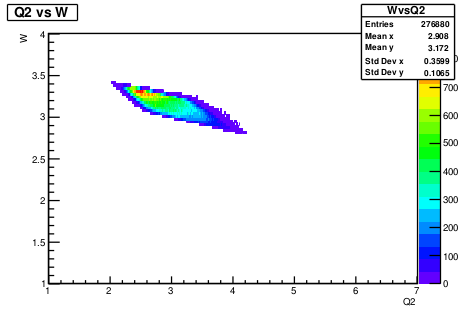 Q2 vs W
WvsQ2
Entries 276880
Mean x 2.908
Mean y 3.172
Std Dev x 0.3599
Std Dev y 0.1065
W
4
3.5
3
2.5
2
1.5
1
1 2 3 4 5 6 7
Q2
0
700
600
500
400
300
200
100
0